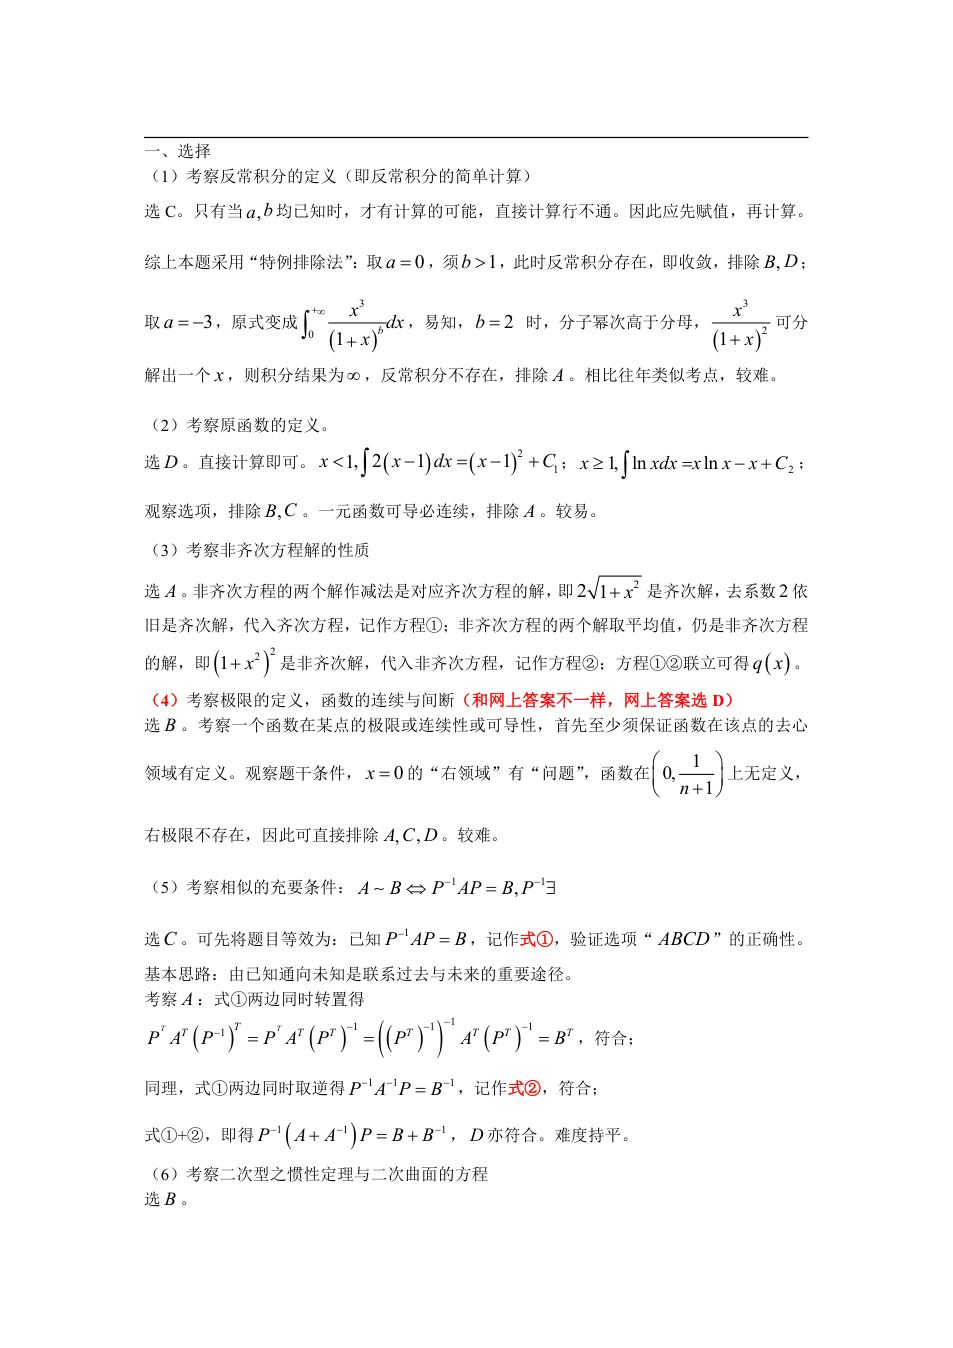 一、选择
（1）考察反常积分的定义（即反常积分的简单计算）
选 C。只有当 a,b 均已知时，才有计算的可能，直接计算行不通。因此应先赋值，再计算。
综上本题采用“特例排除法”：取 a = 0，须 b > 1，此时反常积分存在，即收敛，排除 B, D；
取 a = −3，原式变成 ∫₀^{+∞} x³/(1+x)^b dx，易知，b = 2 时，分子幂次高于分母，x³/(1+x)² 可分
解出一个 x，则积分结果为∞，反常积分不存在，排除 A。相比往年类似考点，较难。
（2）考察原函数的定义。
选 D。直接计算即可。x < 1, ∫ 2(x−1)dx = (x−1)² + C₁；x ≥ 1, ∫ ln xdx = x ln x − x + C₂；
观察选项，排除 B, C。一元函数可导必连续，排除 A。较易。
（3）考察非齐次方程解的性质
选 A。非齐次方程的两个解作减法是对应齐次方程的解，即 2√(1+x²) 是齐次解，去系数 2 依
旧是齐次解，代入齐次方程，记作方程①；非齐次方程的两个解取平均值，仍是非齐次方程
的解，即 (1+x²)² 是非齐次解，代入非齐次方程，记作方程②；方程①②联立可得 q(x)。
（4）考察极限的定义，函数的连续与间断（和网上答案不一样，网上答案选 D）
选 B。考察一个函数在某点的极限或连续性或可导性，首先至少须保证函数在该点的去心
领域有定义。观察题干条件，x = 0 的“右领域”有“问题”，函数在 (0, 1/(n+1)) 上无定义，
右极限不存在，因此可直接排除 A, C, D。较难。
（5）考察相似的充要条件：A ~ B ⇔ P⁻¹AP = B, P⁻¹∃
选 C。可先将题目等效为：已知 P⁻¹AP = B，记作式①，验证选项“ ABCD”的正确性。
基本思路：由已知通向未知是联系过去与未来的重要途径。
考察 A：式①两边同时转置得
P^T A^T (P⁻¹)^T = P^T A^T (P^T)⁻¹ = ((P^T)⁻¹)⁻¹ A^T (P^T)⁻¹ = B^T，符合；
同理，式①两边同时取逆得 P⁻¹A⁻¹P = B⁻¹，记作式②，符合；
式①+②，即得 P⁻¹(A + A⁻¹)P = B + B⁻¹，D 亦符合。难度持平。
（6）考察二次型之惯性定理与二次曲面的方程
选 B。